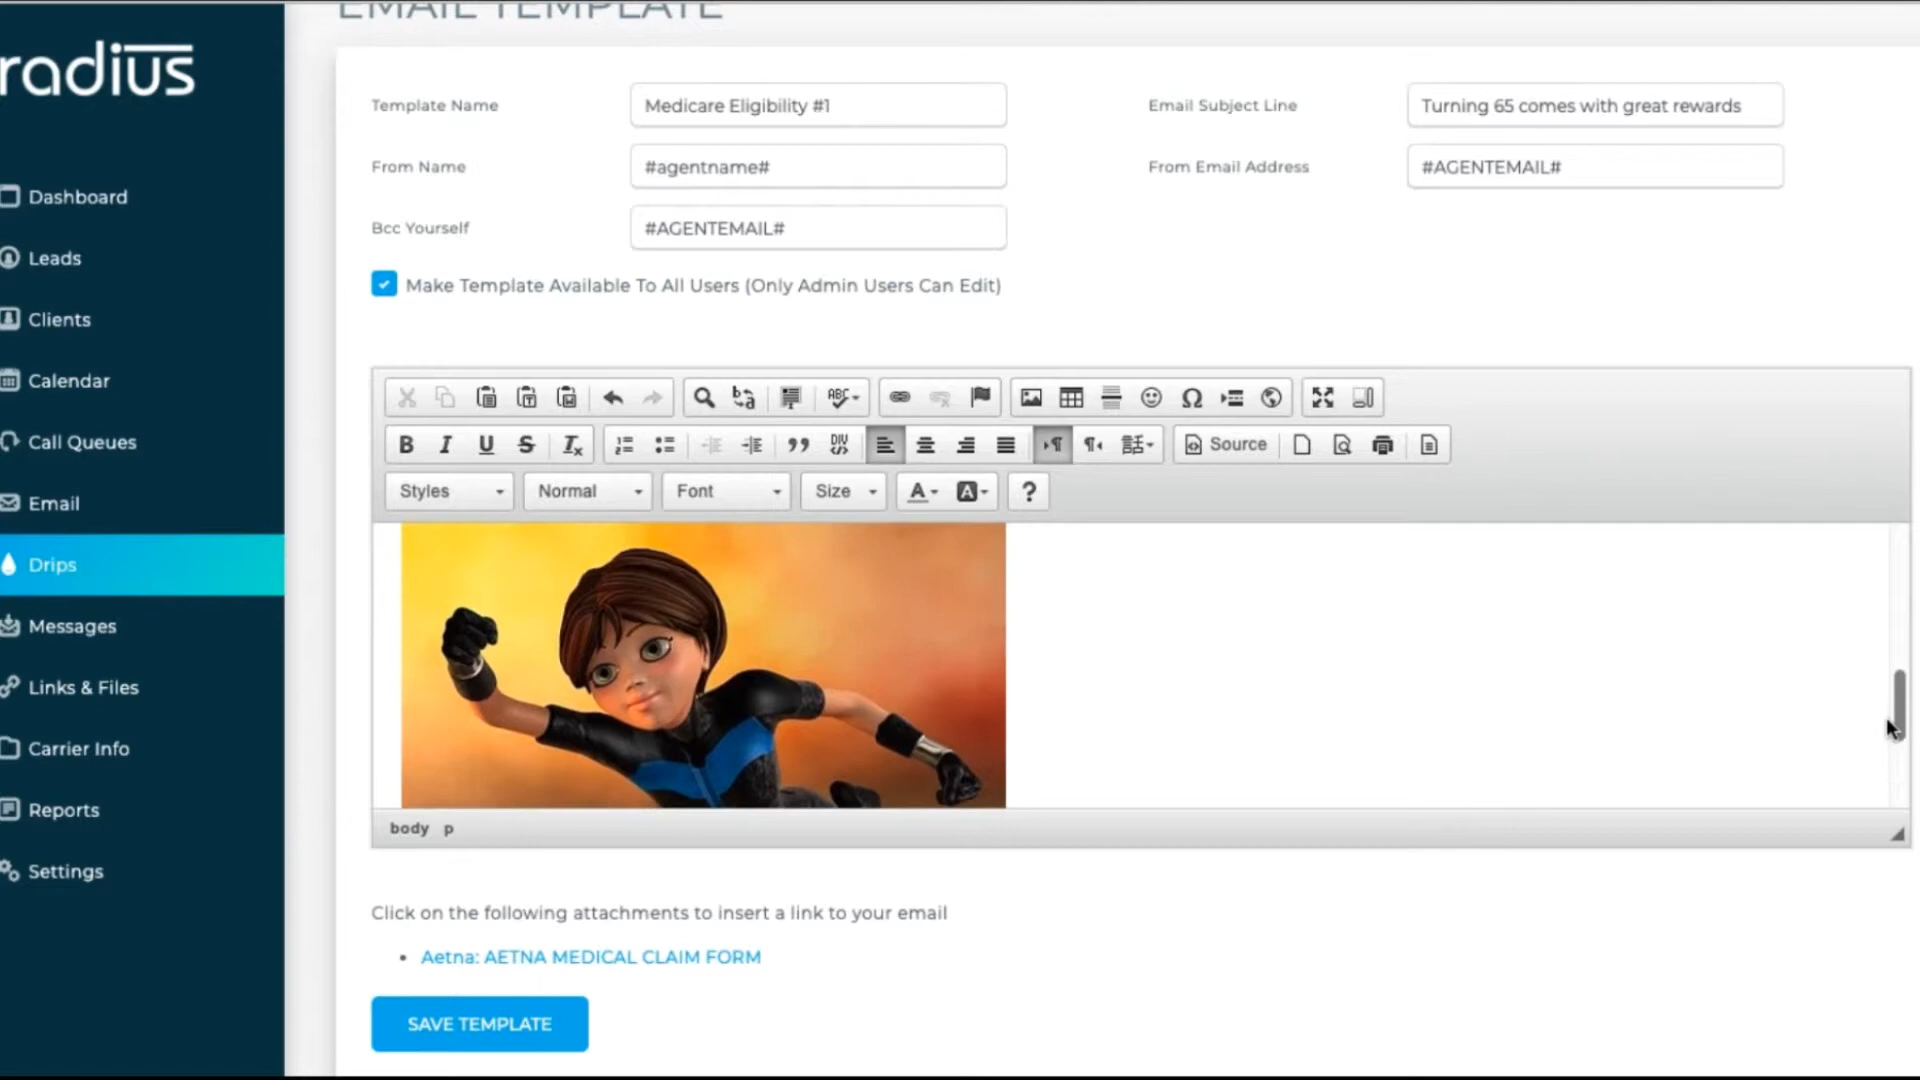 EMAIL TEMPLATE
radius
Template Name
Medicare Eligibility #1
Email Subject Line
Turning 65 comes with great rewards
From Name
#agentname#
From Email Address
#AGENTEMAIL#
Bcc Yourself
#AGENTEMAIL#
Make Template Available To All Users (Only Admin Users Can Edit)
Dashboard
Leads
Clients
Calendar
Call Queues
Email
Drips
Messages
Links & Files
Carrier Info
Reports
Settings
ABC
B I U S Ix
DIV
Source
Styles
Normal
Font
Size
A
A
?
body p
Click on the following attachments to insert a link to your email
Aetna: AETNA MEDICAL CLAIM FORM
SAVE TEMPLATE